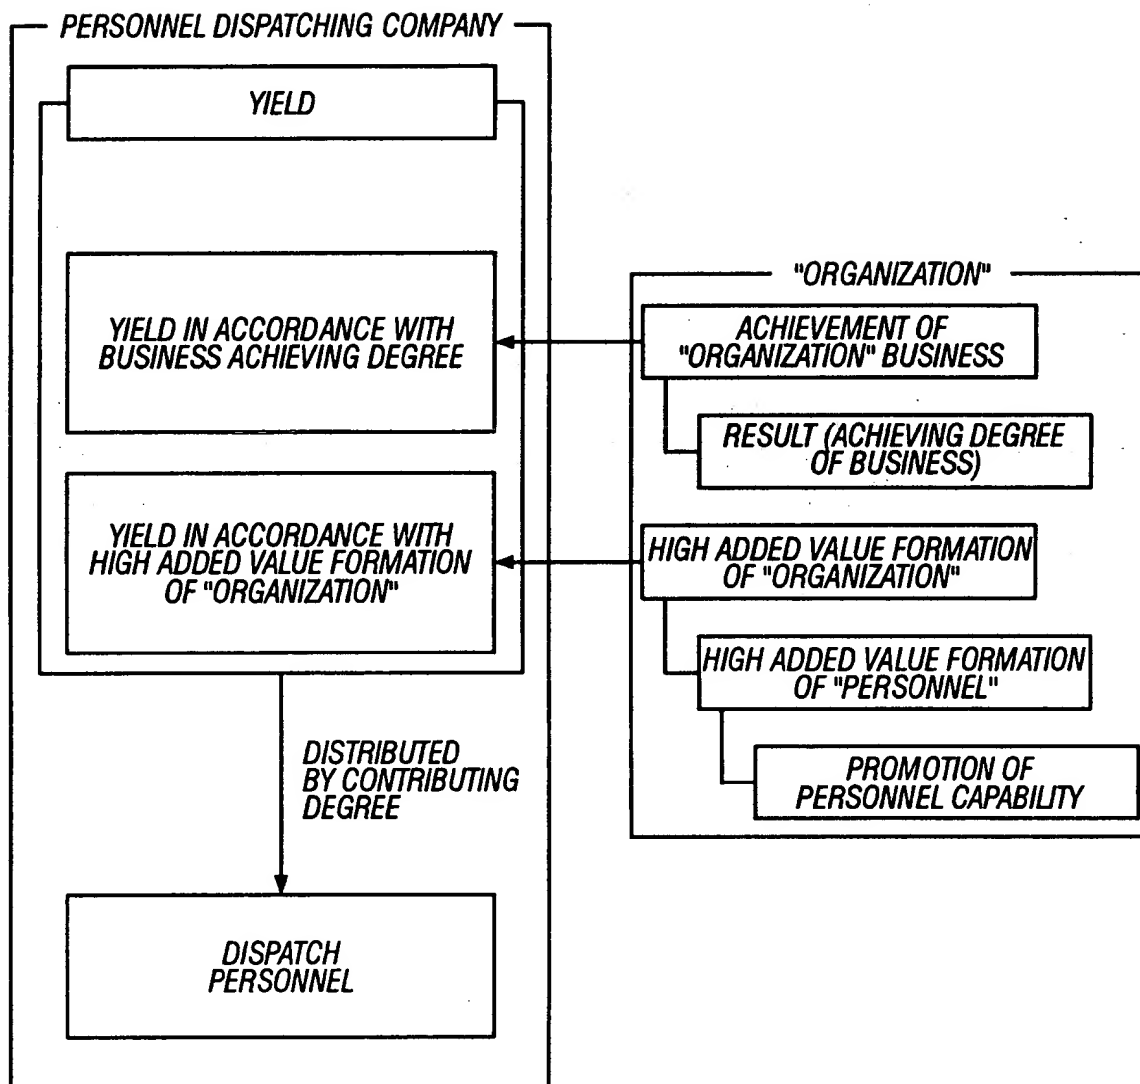 PERSONNEL DISPATCHING COMPANY
YIELD
YIELD IN ACCORDANCE WITH
BUSINESS ACHIEVING DEGREE
YIELD IN ACCORDANCE WITH
HIGH ADDED VALUE FORMATION
OF "ORGANIZATION"
DISTRIBUTED
BY CONTRIBUTING
DEGREE
DISPATCH
PERSONNEL
"ORGANIZATION"
ACHIEVEMENT OF
"ORGANIZATION" BUSINESS
RESULT (ACHIEVING DEGREE
OF BUSINESS)
HIGH ADDED VALUE FORMATION
OF "ORGANIZATION"
HIGH ADDED VALUE FORMATION
OF "PERSONNEL"
PROMOTION OF
PERSONNEL CAPABILITY